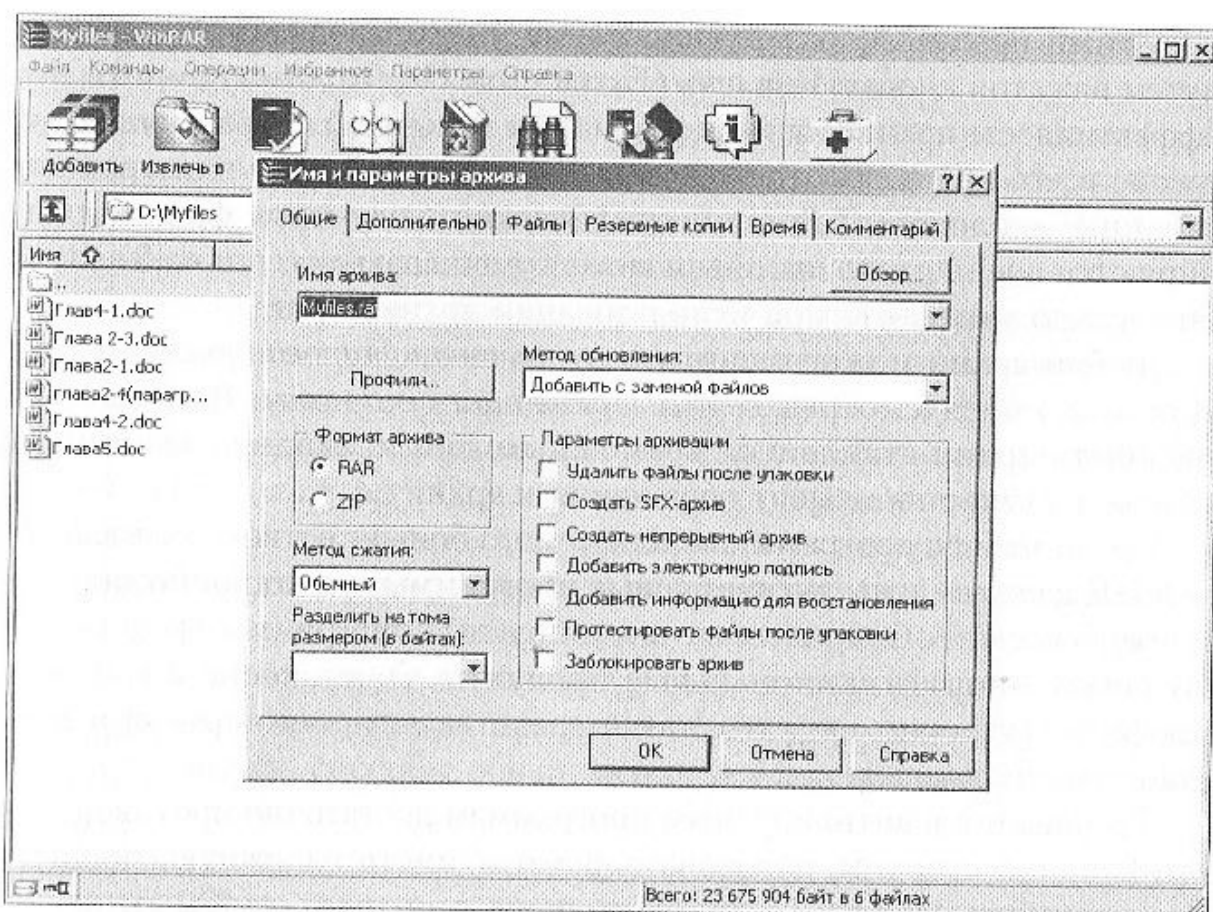 Myfiles - WinRAR
Файл Команды Операции Избранное Параметры Справка
Добавить Извлечь в
D:\Myfiles
Имя
..
Глав4-1.doc
Глава 2-3.doc
Глава2-1.doc
глава2-4(парагр...
Глава4-2.doc
Глава5.doc
Имя и параметры архива
Общие Дополнительно Файлы Резервные копии Время Комментарий
Имя архива:
Обзор...
Myfiles.rar
Метод обновления:
Профили...
Добавить с заменой файлов
Формат архива
RAR
ZIP
Метод сжатия:
Обычный
Разделить на тома
размером (в байтах):
Параметры архивации
Удалить файлы после упаковки
Создать SFX-архив
Создать непрерывный архив
Добавить электронную подпись
Добавить информацию для восстановления
Протестировать файлы после упаковки
Заблокировать архив
OK Отмена Справка
Всего: 23 675 904 байт в 6 файлах